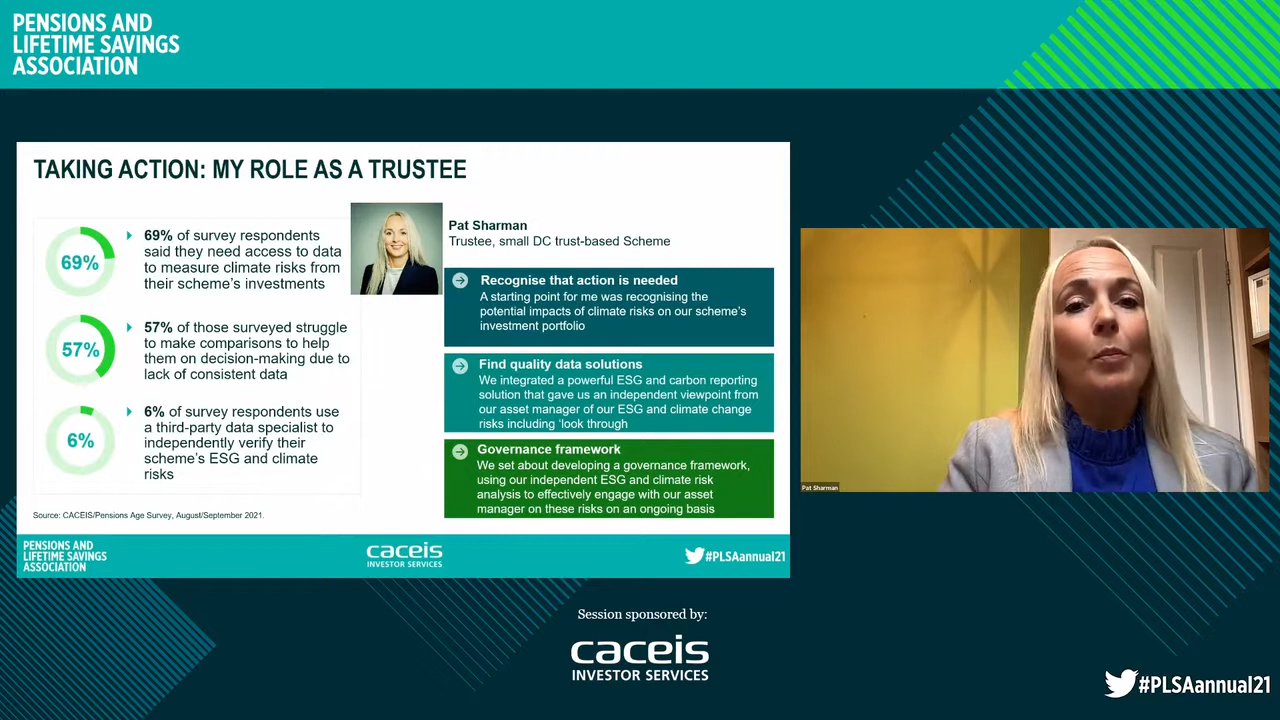 PENSIONS AND
LIFETIME SAVINGS
ASSOCIATION
TAKING ACTION: MY ROLE AS A TRUSTEE
69%
69% of survey respondents
said they need access to data
to measure climate risks from
their scheme's investments
57%
57% of those surveyed struggle
to make comparisons to help
them on decision-making due to
lack of consistent data
6%
6% of survey respondents use
a third-party data specialist to
independently verify their
scheme's ESG and climate
risks
Source: CACEIS/Pensions Age Survey, August/September 2021.
Pat Sharman
Trustee, small DC trust-based Scheme
Recognise that action is needed
A starting point for me was recognising the
potential impacts of climate risks on our scheme's
investment portfolio
Find quality data solutions
We integrated a powerful ESG and carbon reporting
solution that gave us an independent viewpoint from
our asset manager of our ESG and climate change
risks including 'look through
Governance framework
We set about developing a governance framework,
using our independent ESG and climate risk
analysis to effectively engage with our asset
manager on these risks on an ongoing basis
PENSIONS AND
LIFETIME SAVINGS
ASSOCIATION
caceis
INVESTOR SERVICES
#PLSAannual21
Pat Sharman
Session sponsored by:
caceis
INVESTOR SERVICES
#PLSAannual21